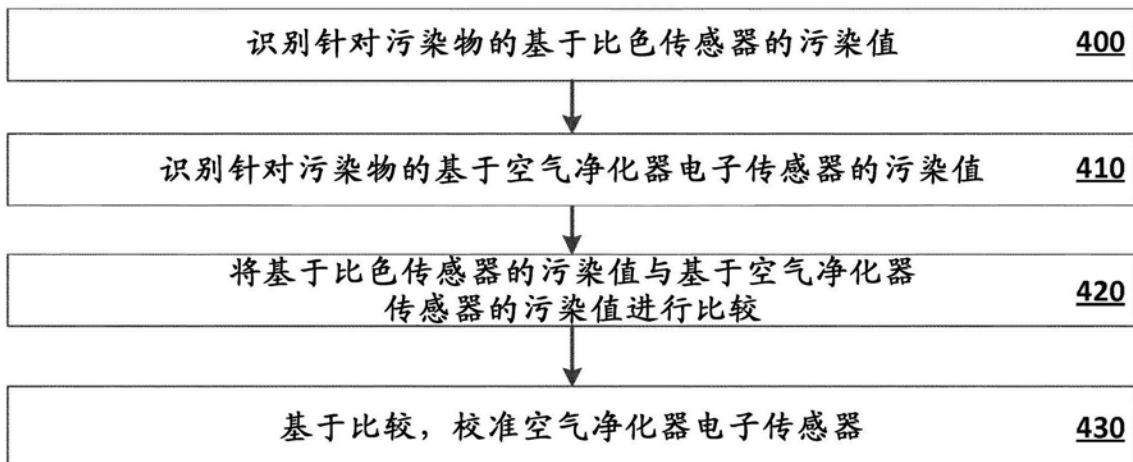 识别针对污染物的基于比色传感器的污染值 400
识别针对污染物的基于空气净化器电子传感器的污染值 410
将基于比色传感器的污染值与基于空气净化器
传感器的污染值进行比较 420
基于比较，校准空气净化器电子传感器 430